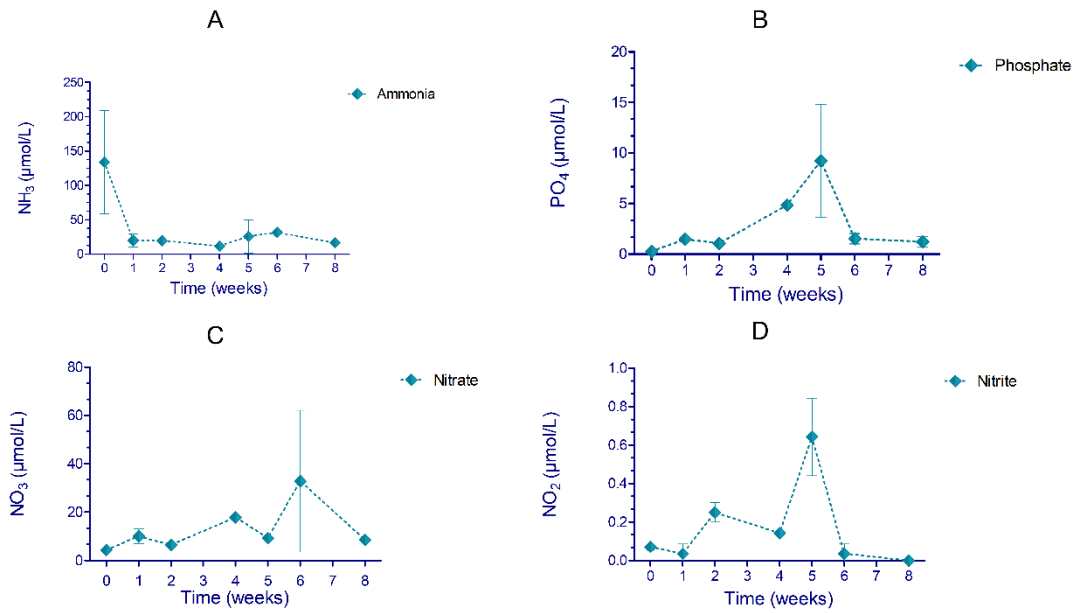 A
250
200
150
100
50
0
NH₃ (µmol/L)
0 1 2 3 4 5 6 7 8
Time (weeks)
Ammonia
B
20
15
10
5
0
PO₄ (µmol/L)
0 1 2 3 4 5 6 7 8
Time (weeks)
Phosphate
C
80
60
40
20
0
NO₃ (µmol/L)
0 1 2 3 4 5 6 7 8
Time (weeks)
Nitrate
D
1.0
0.8
0.6
0.4
0.2
0.0
NO₂ (µmol/L)
0 1 2 3 4 5 6 7 8
Time (weeks)
Nitrite